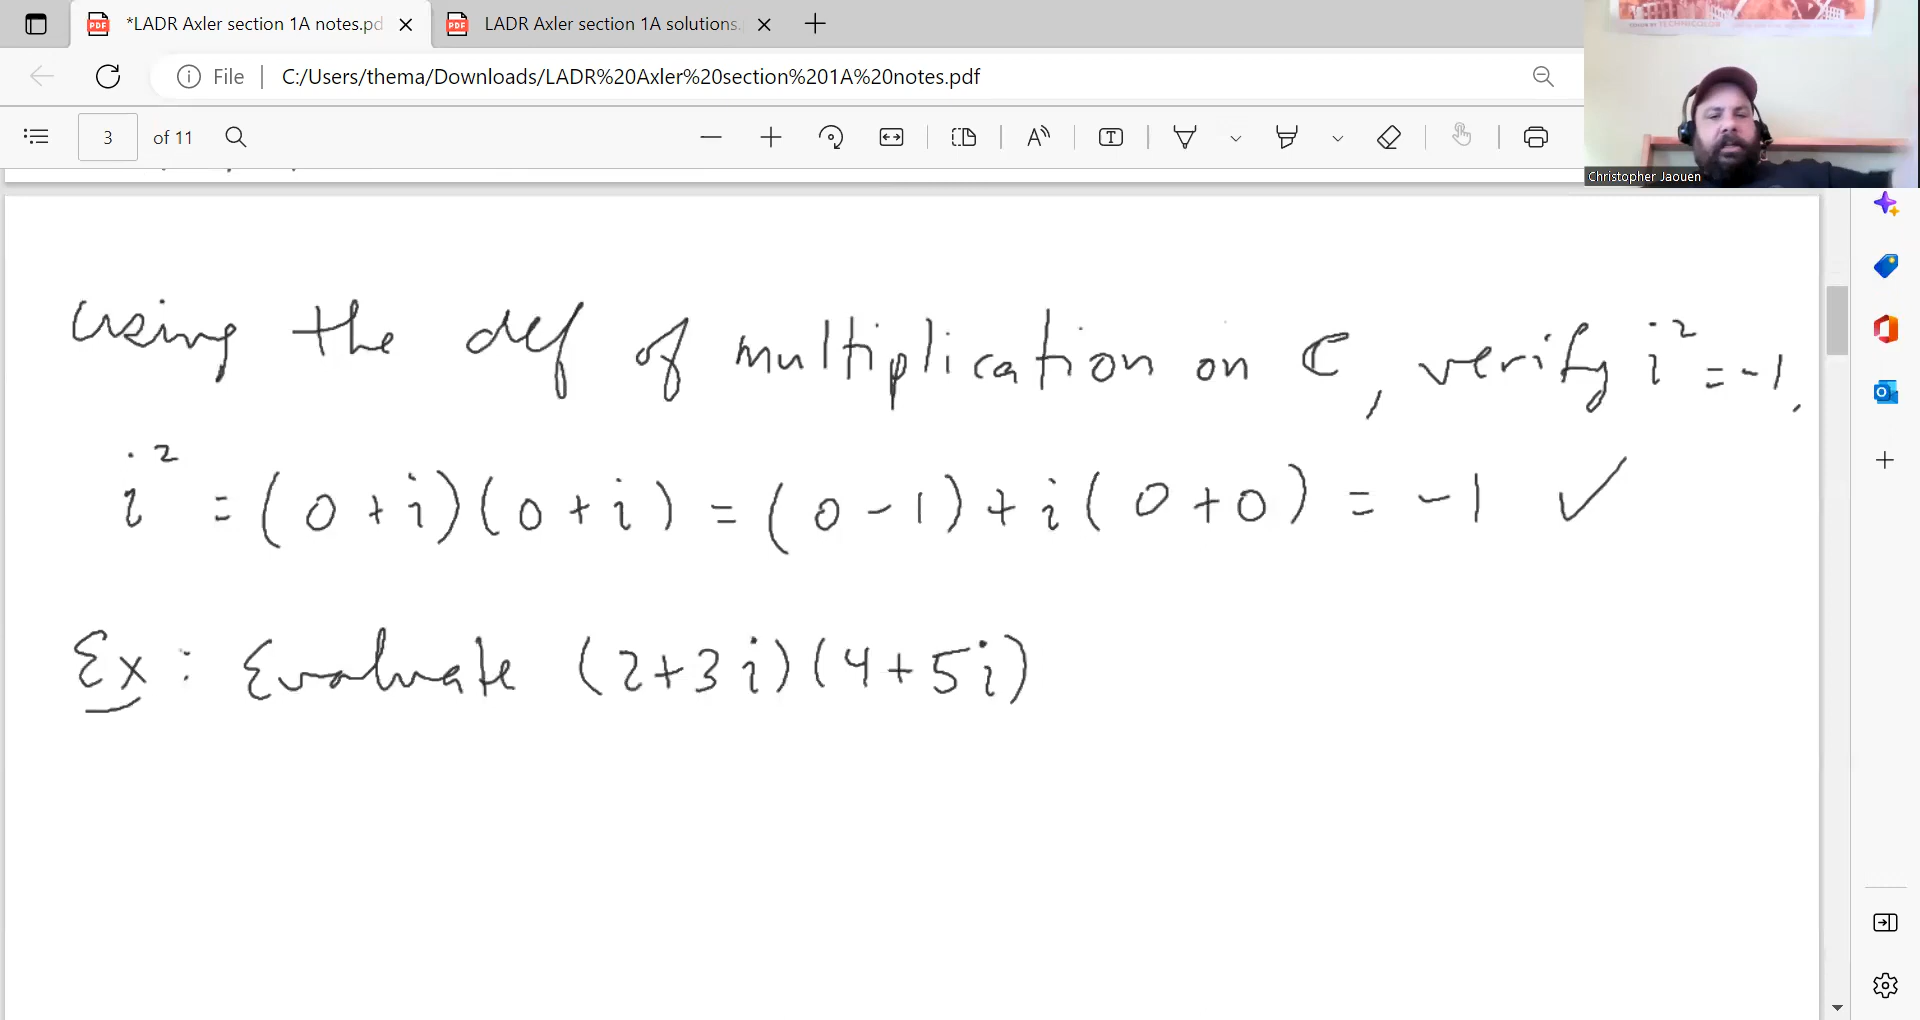 *LADR Axler section 1A notes.pd
LADR Axler section 1A solutions.
File
C:/Users/thema/Downloads/LADR%20Axler%20section%201A%20notes.pdf
3 of 11
Christopher Jaouen
using the def of multiplication on ℂ, verify i² = -1.
i² = (0 + i)(0 + i) = (0 - 1) + i(0 + 0) = -1 ✓
Ex : Evaluate (2+3i)(4+5i)